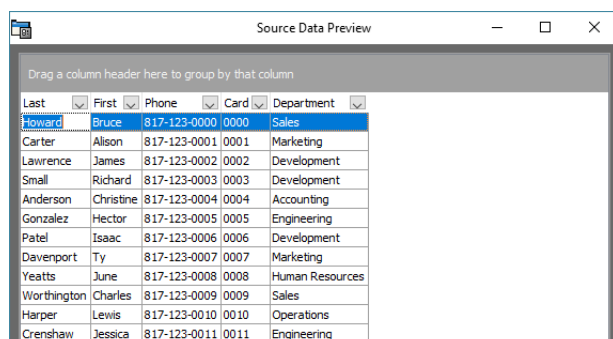 Source Data Preview
Drag a column header here to group by that column
Last First Phone Card Department
Howard Bruce 817-123-0000 0000 Sales
Carter Alison 817-123-0001 0001 Marketing
Lawrence James 817-123-0002 0002 Development
Small Richard 817-123-0003 0003 Development
Anderson Christine 817-123-0004 0004 Accounting
Gonzalez Hector 817-123-0005 0005 Engineering
Patel Isaac 817-123-0006 0006 Development
Davenport Ty 817-123-0007 0007 Marketing
Yeatts June 817-123-0008 0008 Human Resources
Worthington Charles 817-123-0009 0009 Sales
Harper Lewis 817-123-0010 0010 Operations
Crenshaw Jessica 817-123-0011 0011 Engineering